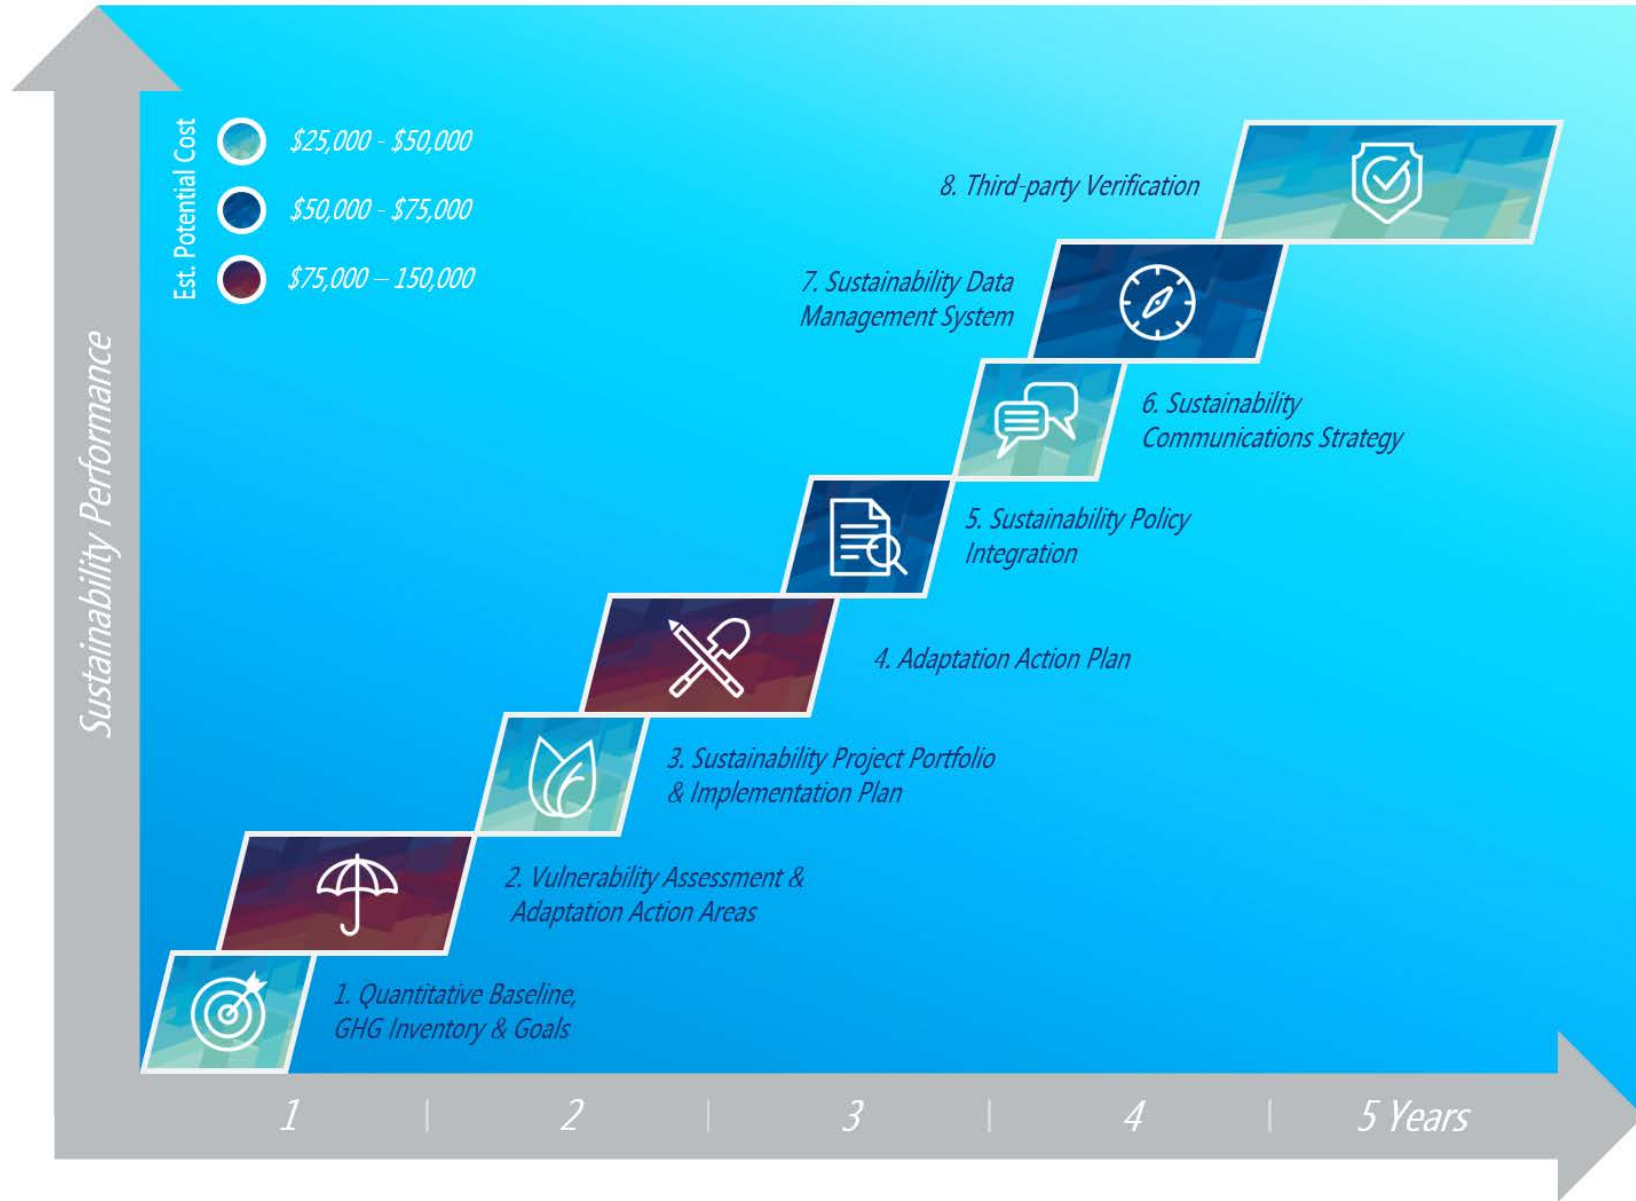 Sustainability Performance
Est. Potential Cost
$25,000 - $50,000
$50,000 - $75,000
$75,000 – 150,000
8. Third-party Verification
7. Sustainability Data
Management System
6. Sustainability
Communications Strategy
5. Sustainability Policy
Integration
4. Adaptation Action Plan
3. Sustainability Project Portfolio
& Implementation Plan
2. Vulnerability Assessment &
Adaptation Action Areas
1. Quantitative Baseline,
GHG Inventory & Goals
1 | 2 | 3 | 4 | 5 Years